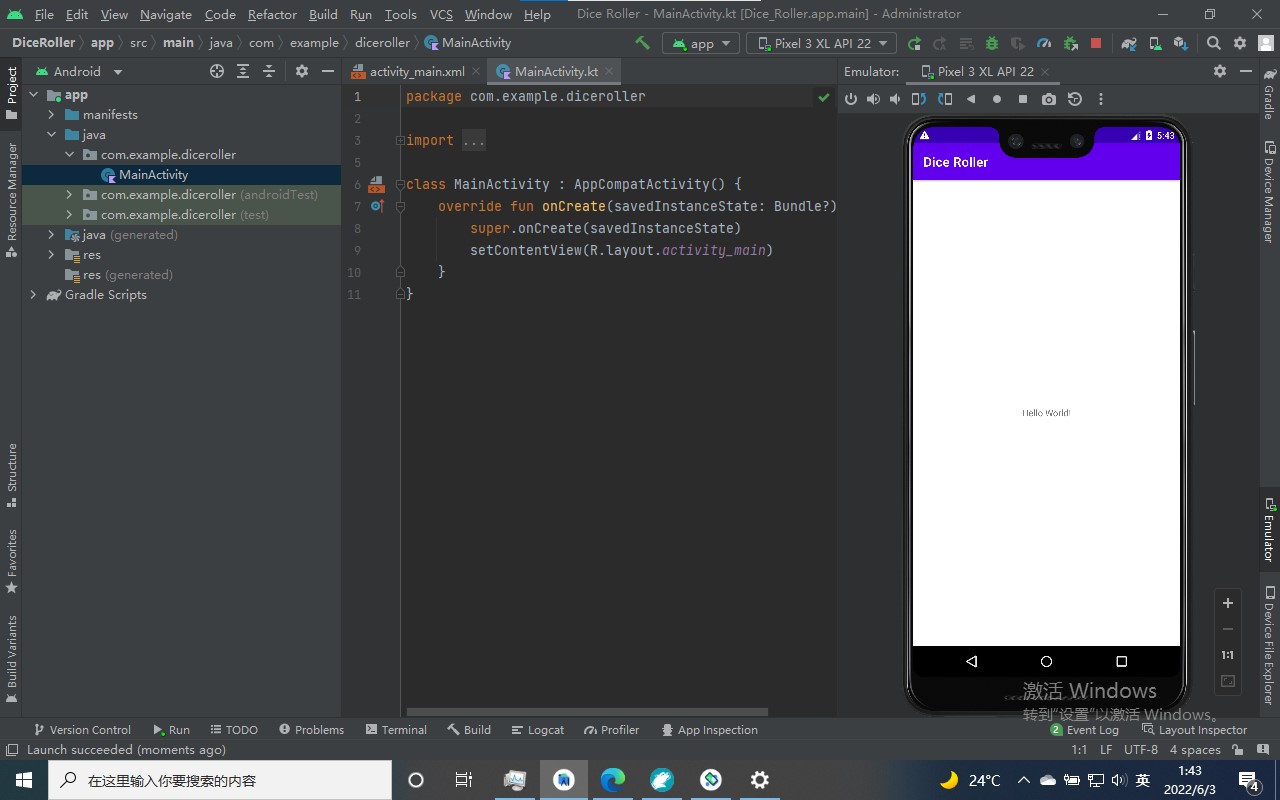 File Edit View Navigate Code Refactor Build Run Tools VCS Window Help Dice Roller - MainActivity.kt [Dice_Roller.app.main] - Administrator
DiceRoller app src main java com example diceroller MainActivity app Pixel 3 XL API 22
Android activity_main.xml MainActivity.kt Emulator: Pixel 3 XL API 22
Project
Resource Manager
Structure
Favorites
Build Variants
app
manifests
java
com.example.diceroller
MainActivity
com.example.diceroller (androidTest)
com.example.diceroller (test)
java (generated)
res
res (generated)
Gradle Scripts
1 package com.example.diceroller
2
3 import ...
5
6 class MainActivity : AppCompatActivity() {
7 override fun onCreate(savedInstanceState: Bundle?)
8 super.onCreate(savedInstanceState)
9 setContentView(R.layout.activity_main)
10 }
11 }
5:43
Dice Roller
Hello World!
1:1
Gradle
Device Manager
Emulator
Device File Explorer
激活 Windows
转到“设置”以激活 Windows。
Version Control Run TODO Problems Terminal Build Logcat Profiler App Inspection 2 Event Log Layout Inspector
Launch succeeded (moments ago) 1:1 LF UTF-8 4 spaces
在这里输入你要搜索的内容 24°C 英 1:43
2022/6/3 4